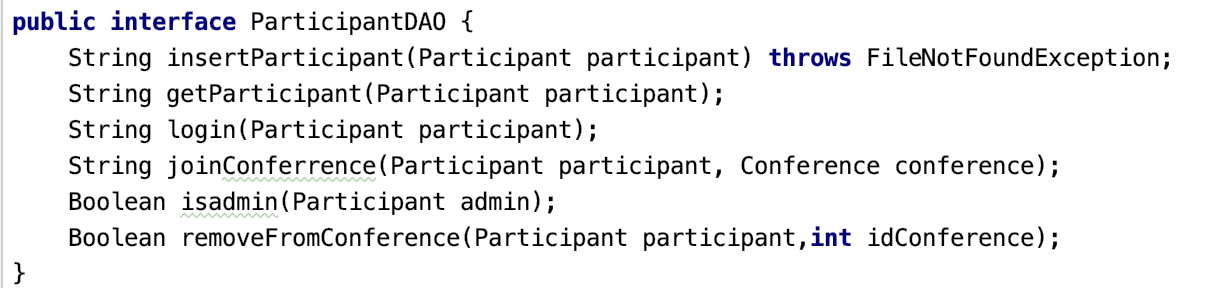 public interface ParticipantDAO {
    String insertParticipant(Participant participant) throws FileNotFoundException;
    String getParticipant(Participant participant);
    String login(Participant participant);
    String joinConferrence(Participant participant, Conference conference);
    Boolean isadmin(Participant admin);
    Boolean removeFromConference(Participant participant,int idConference);
}